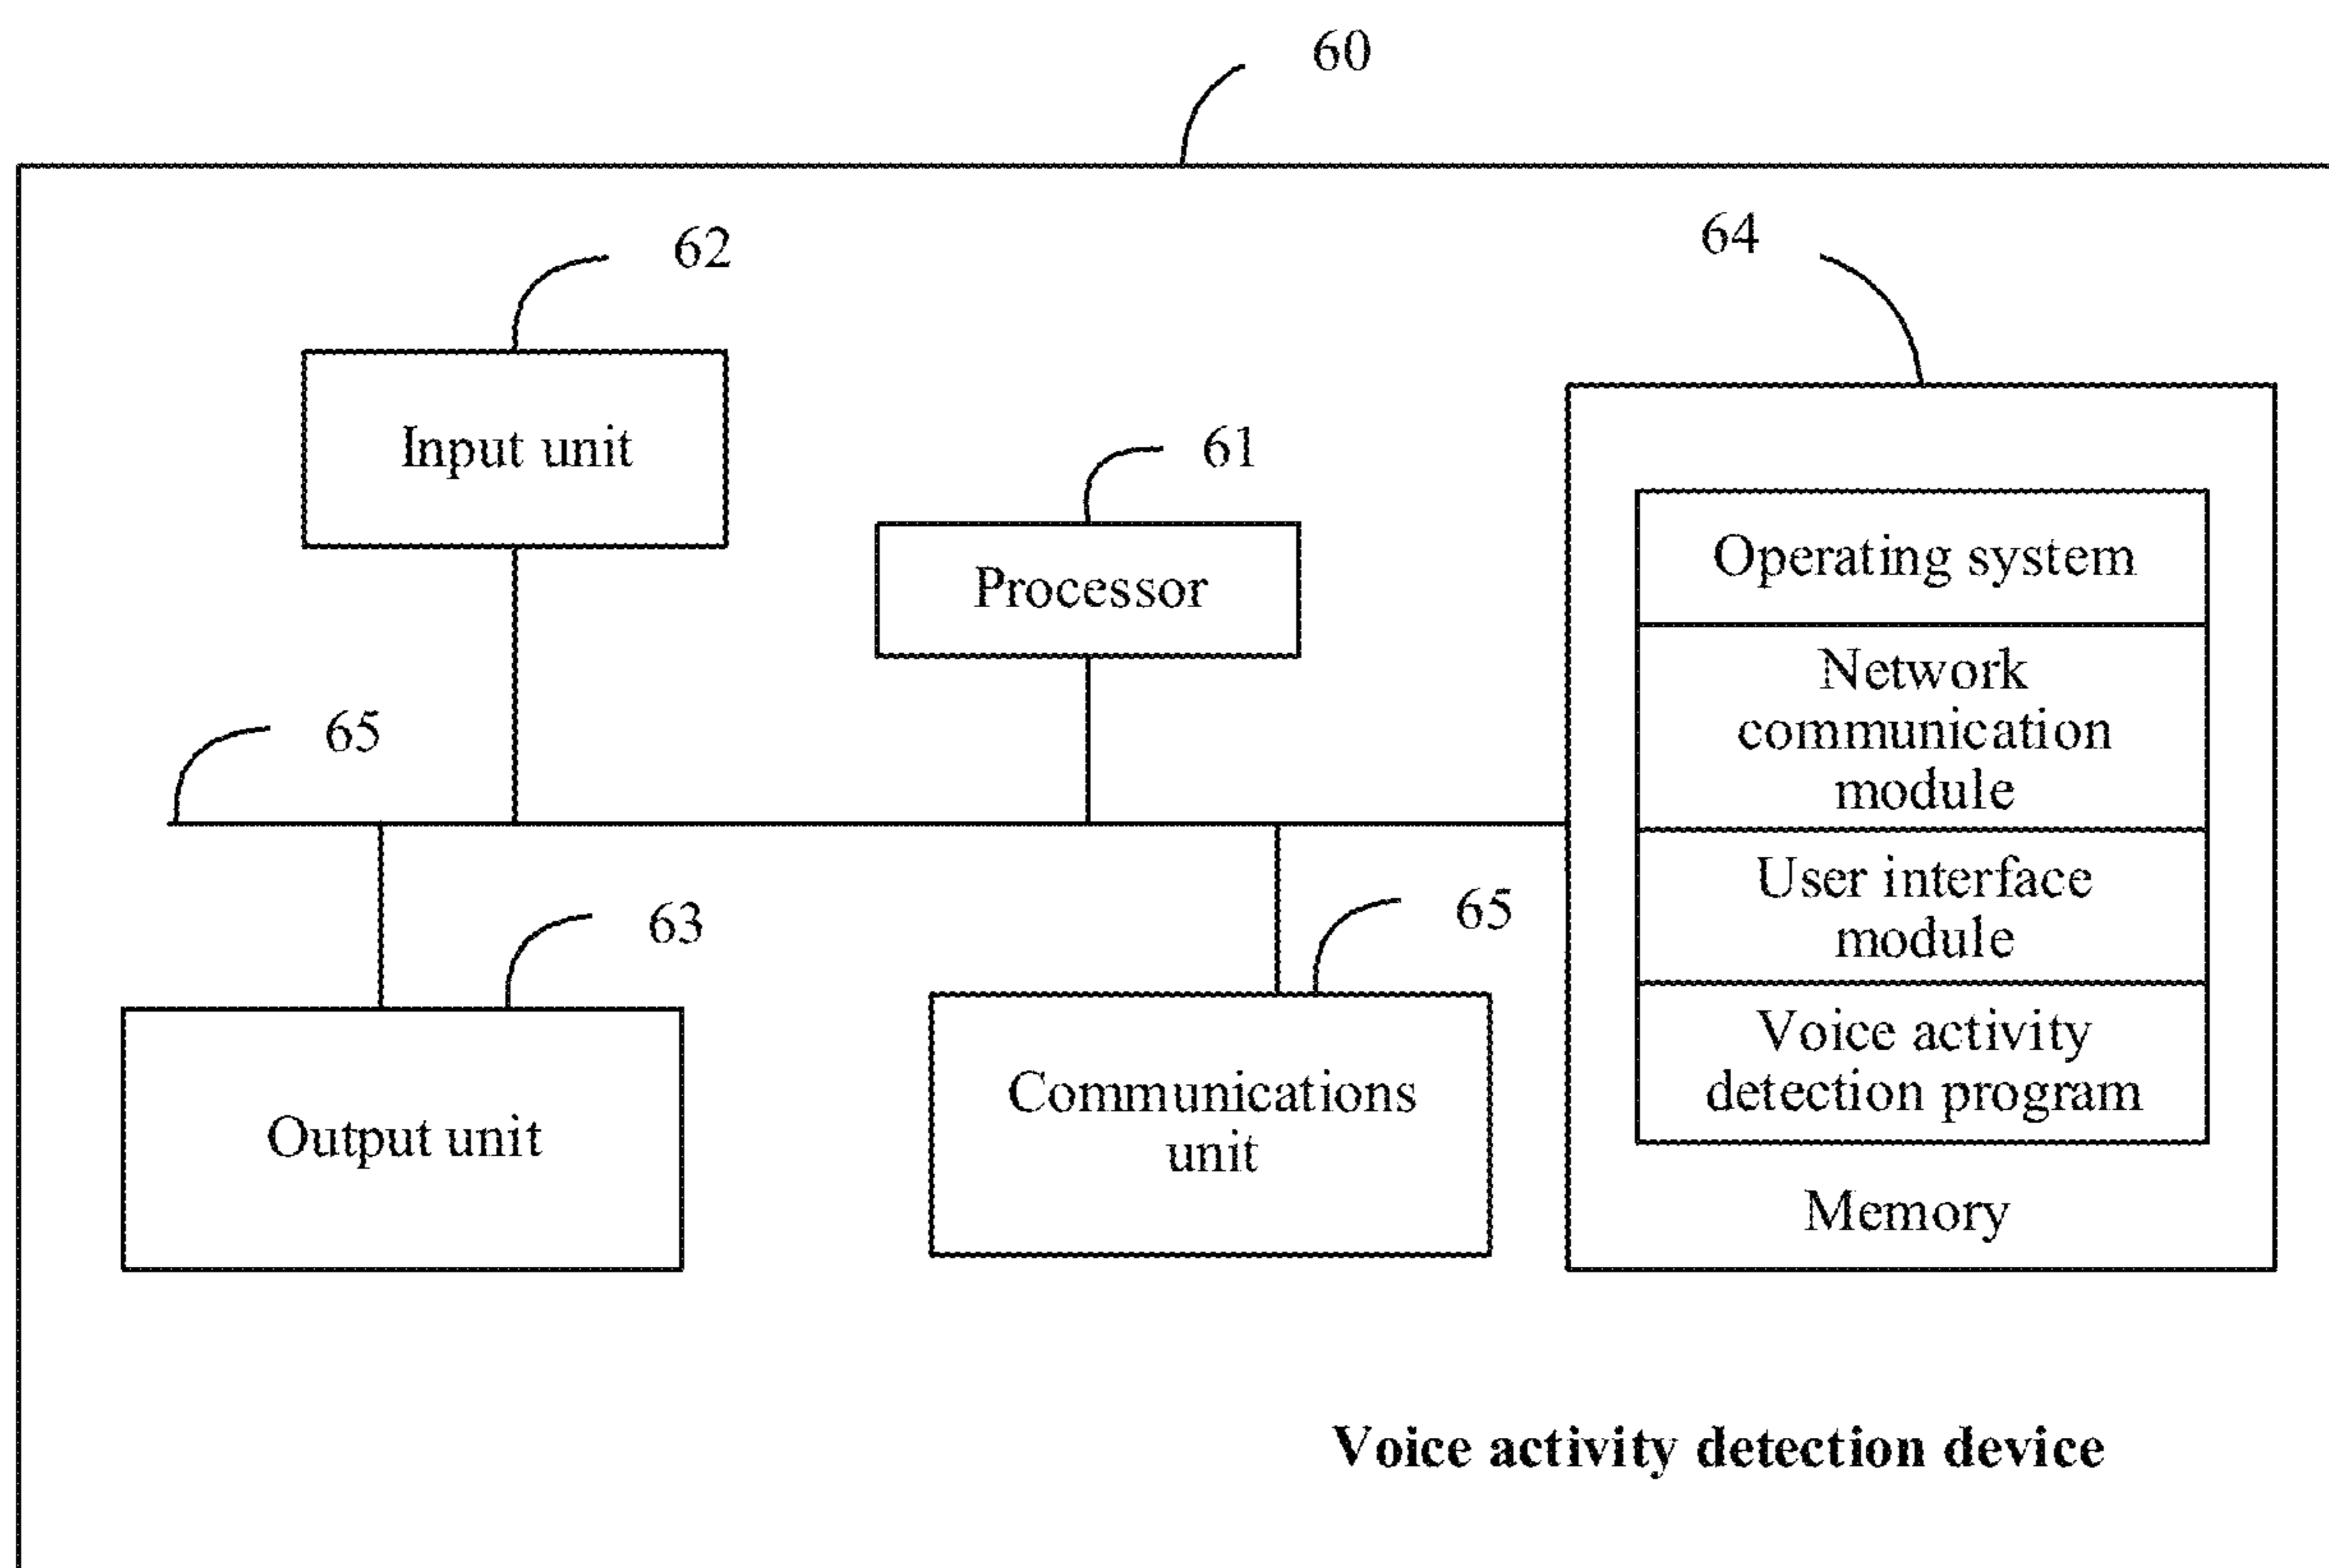 60
62
64
Input unit
61
Processor
Operating system
Network
communication
module
65
User interface
module
63
65
Voice activity
detection program
Output unit
Communications
unit
Memory
Voice activity detection device